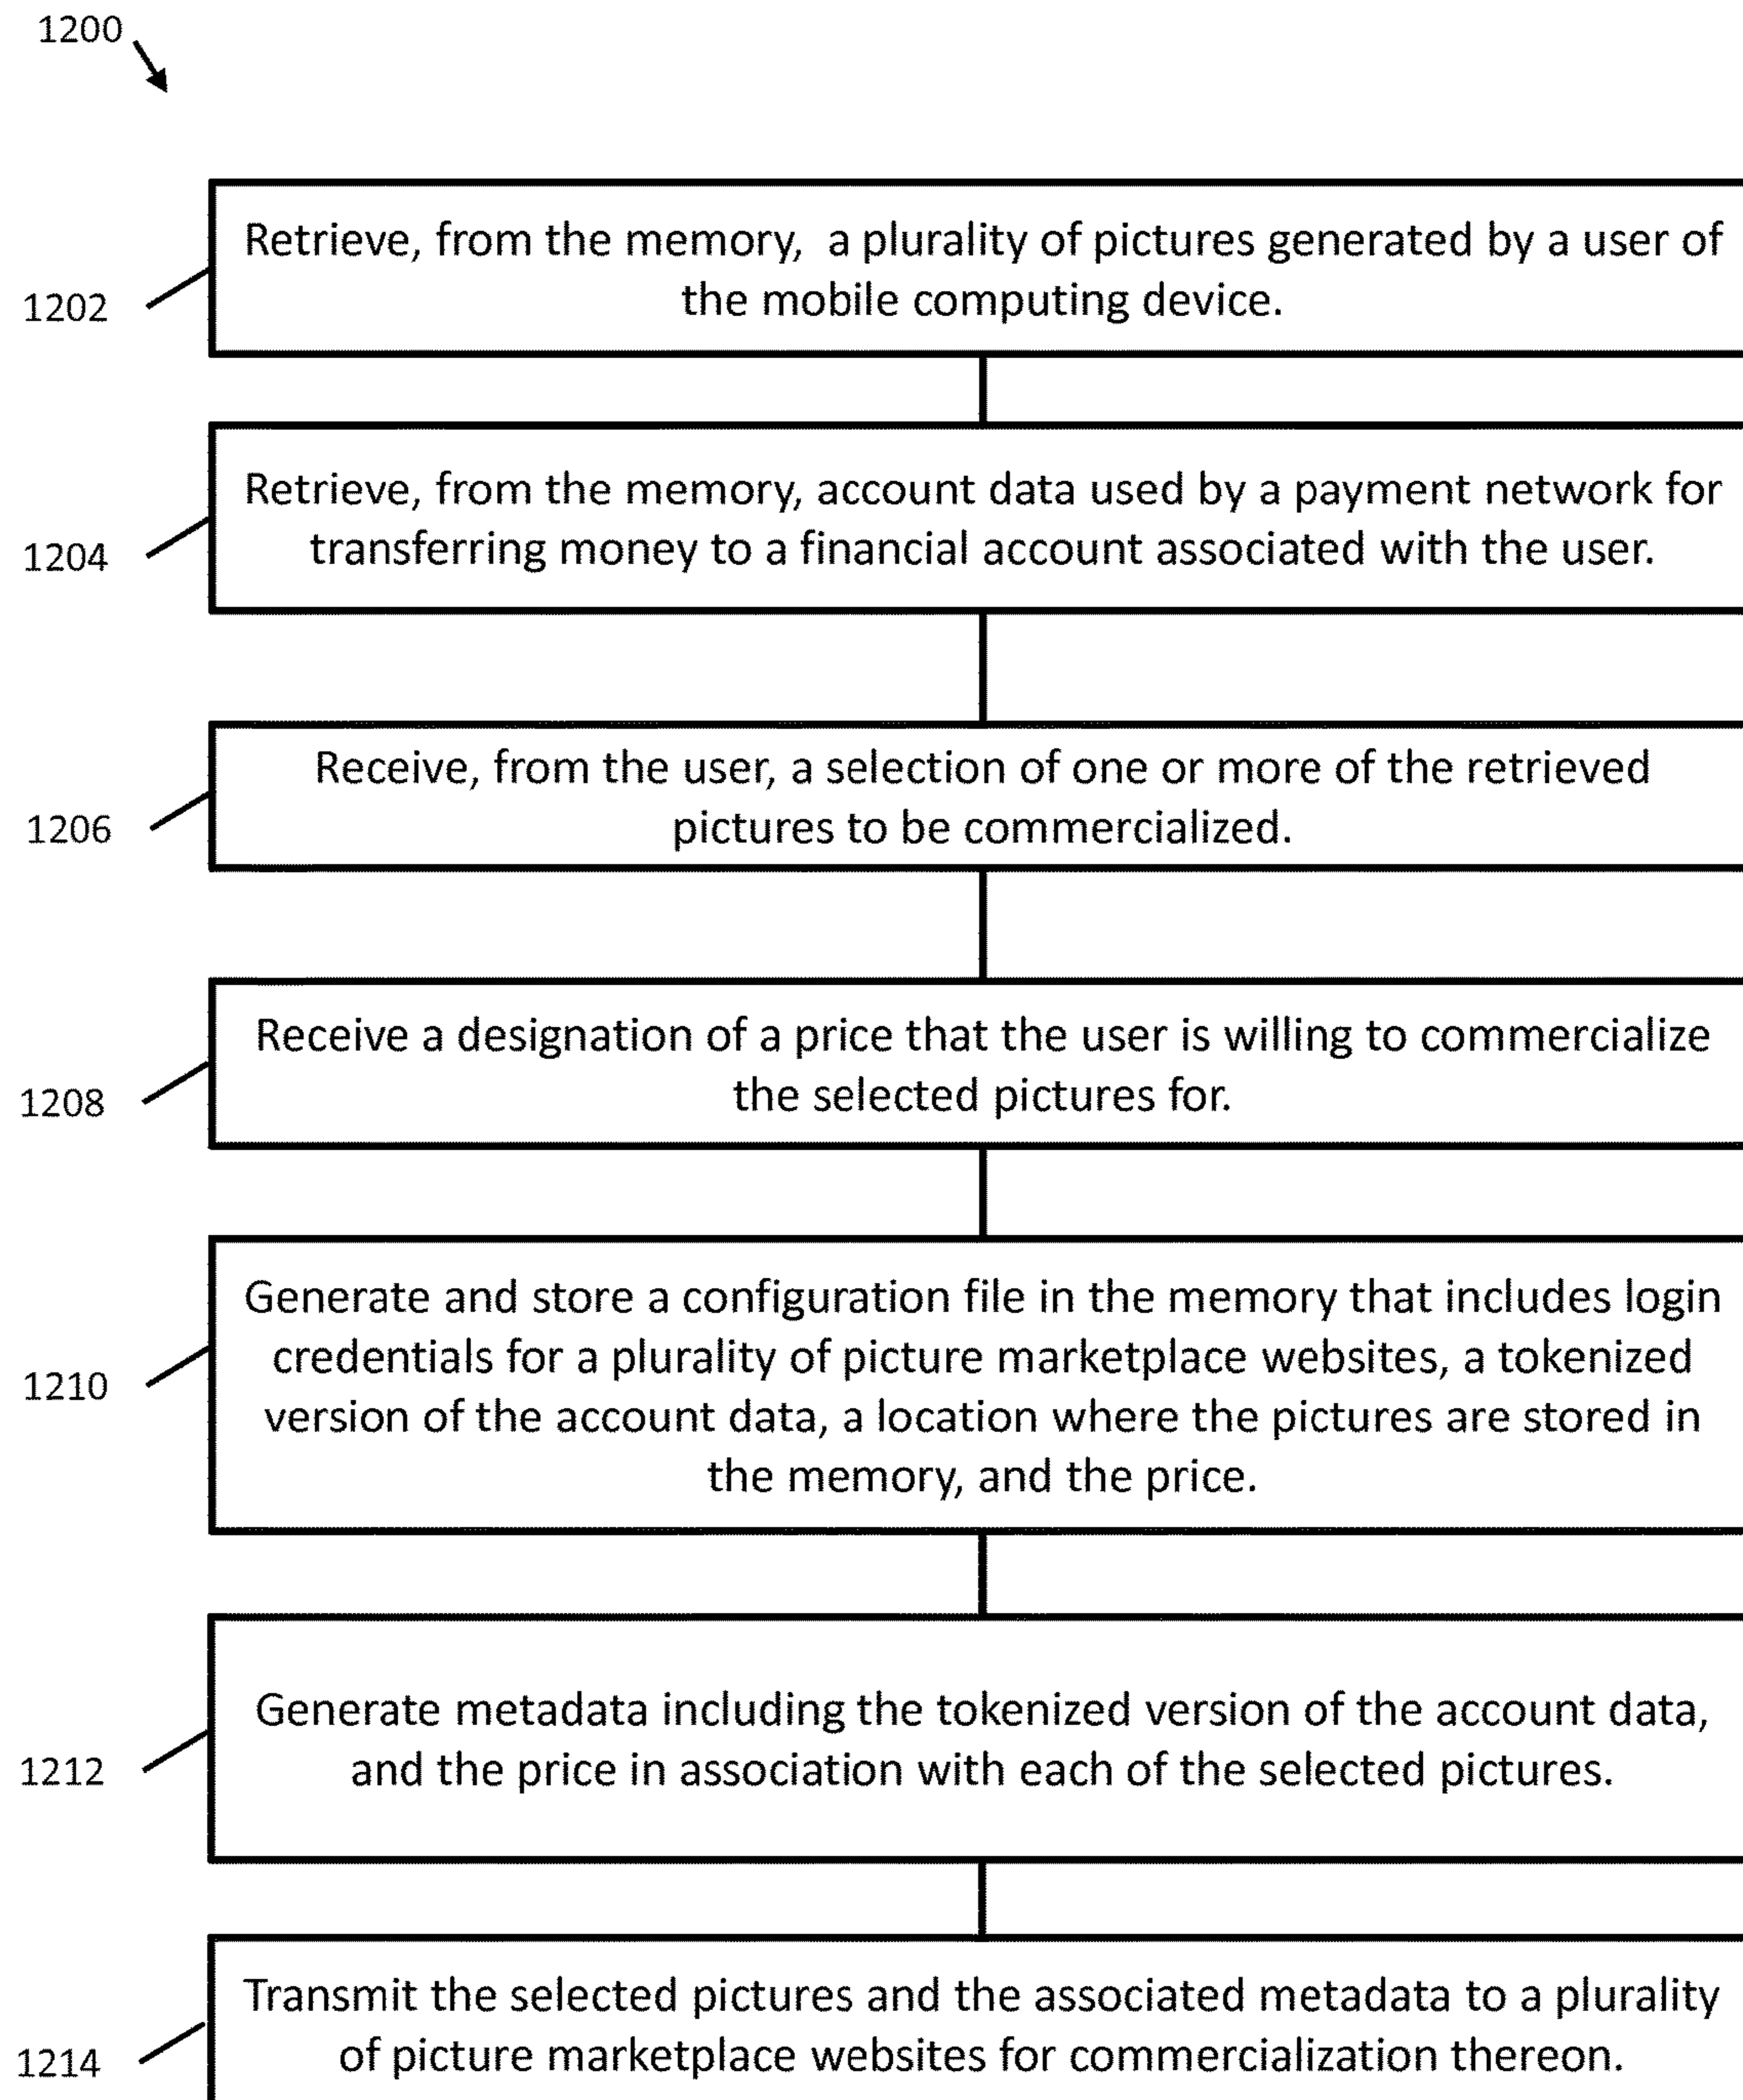 1200
Retrieve, from the memory, a plurality of pictures generated by a user of
the mobile computing device.
1202
Retrieve, from the memory, account data used by a payment network for
transferring money to a financial account associated with the user.
1204
Receive, from the user, a selection of one or more of the retrieved
pictures to be commercialized.
1206
Receive a designation of a price that the user is willing to commercialize
the selected pictures for.
1208
Generate and store a configuration file in the memory that includes login
credentials for a plurality of picture marketplace websites, a tokenized
version of the account data, a location where the pictures are stored in
the memory, and the price.
1210
Generate metadata including the tokenized version of the account data,
and the price in association with each of the selected pictures.
1212
Transmit the selected pictures and the associated metadata to a plurality
of picture marketplace websites for commercialization thereon.
1214